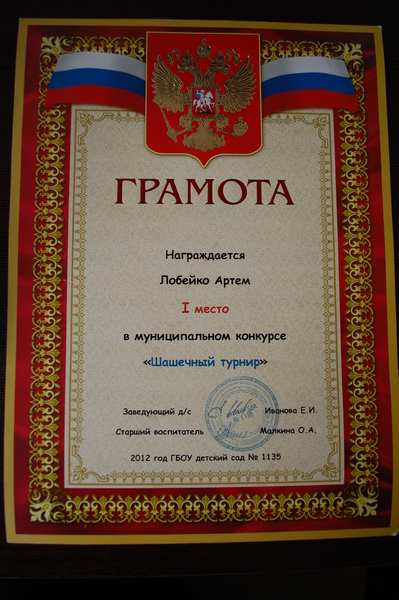 ГРАМОТА
Награждается
Лобейко Артем
I место
в муниципальном конкурсе
«Шашечный турнир»
Заведующий д/с Иванова Е.И.
Старший воспитатель Малкина О.А,
2012 год ГБОУ детский сад № 1135